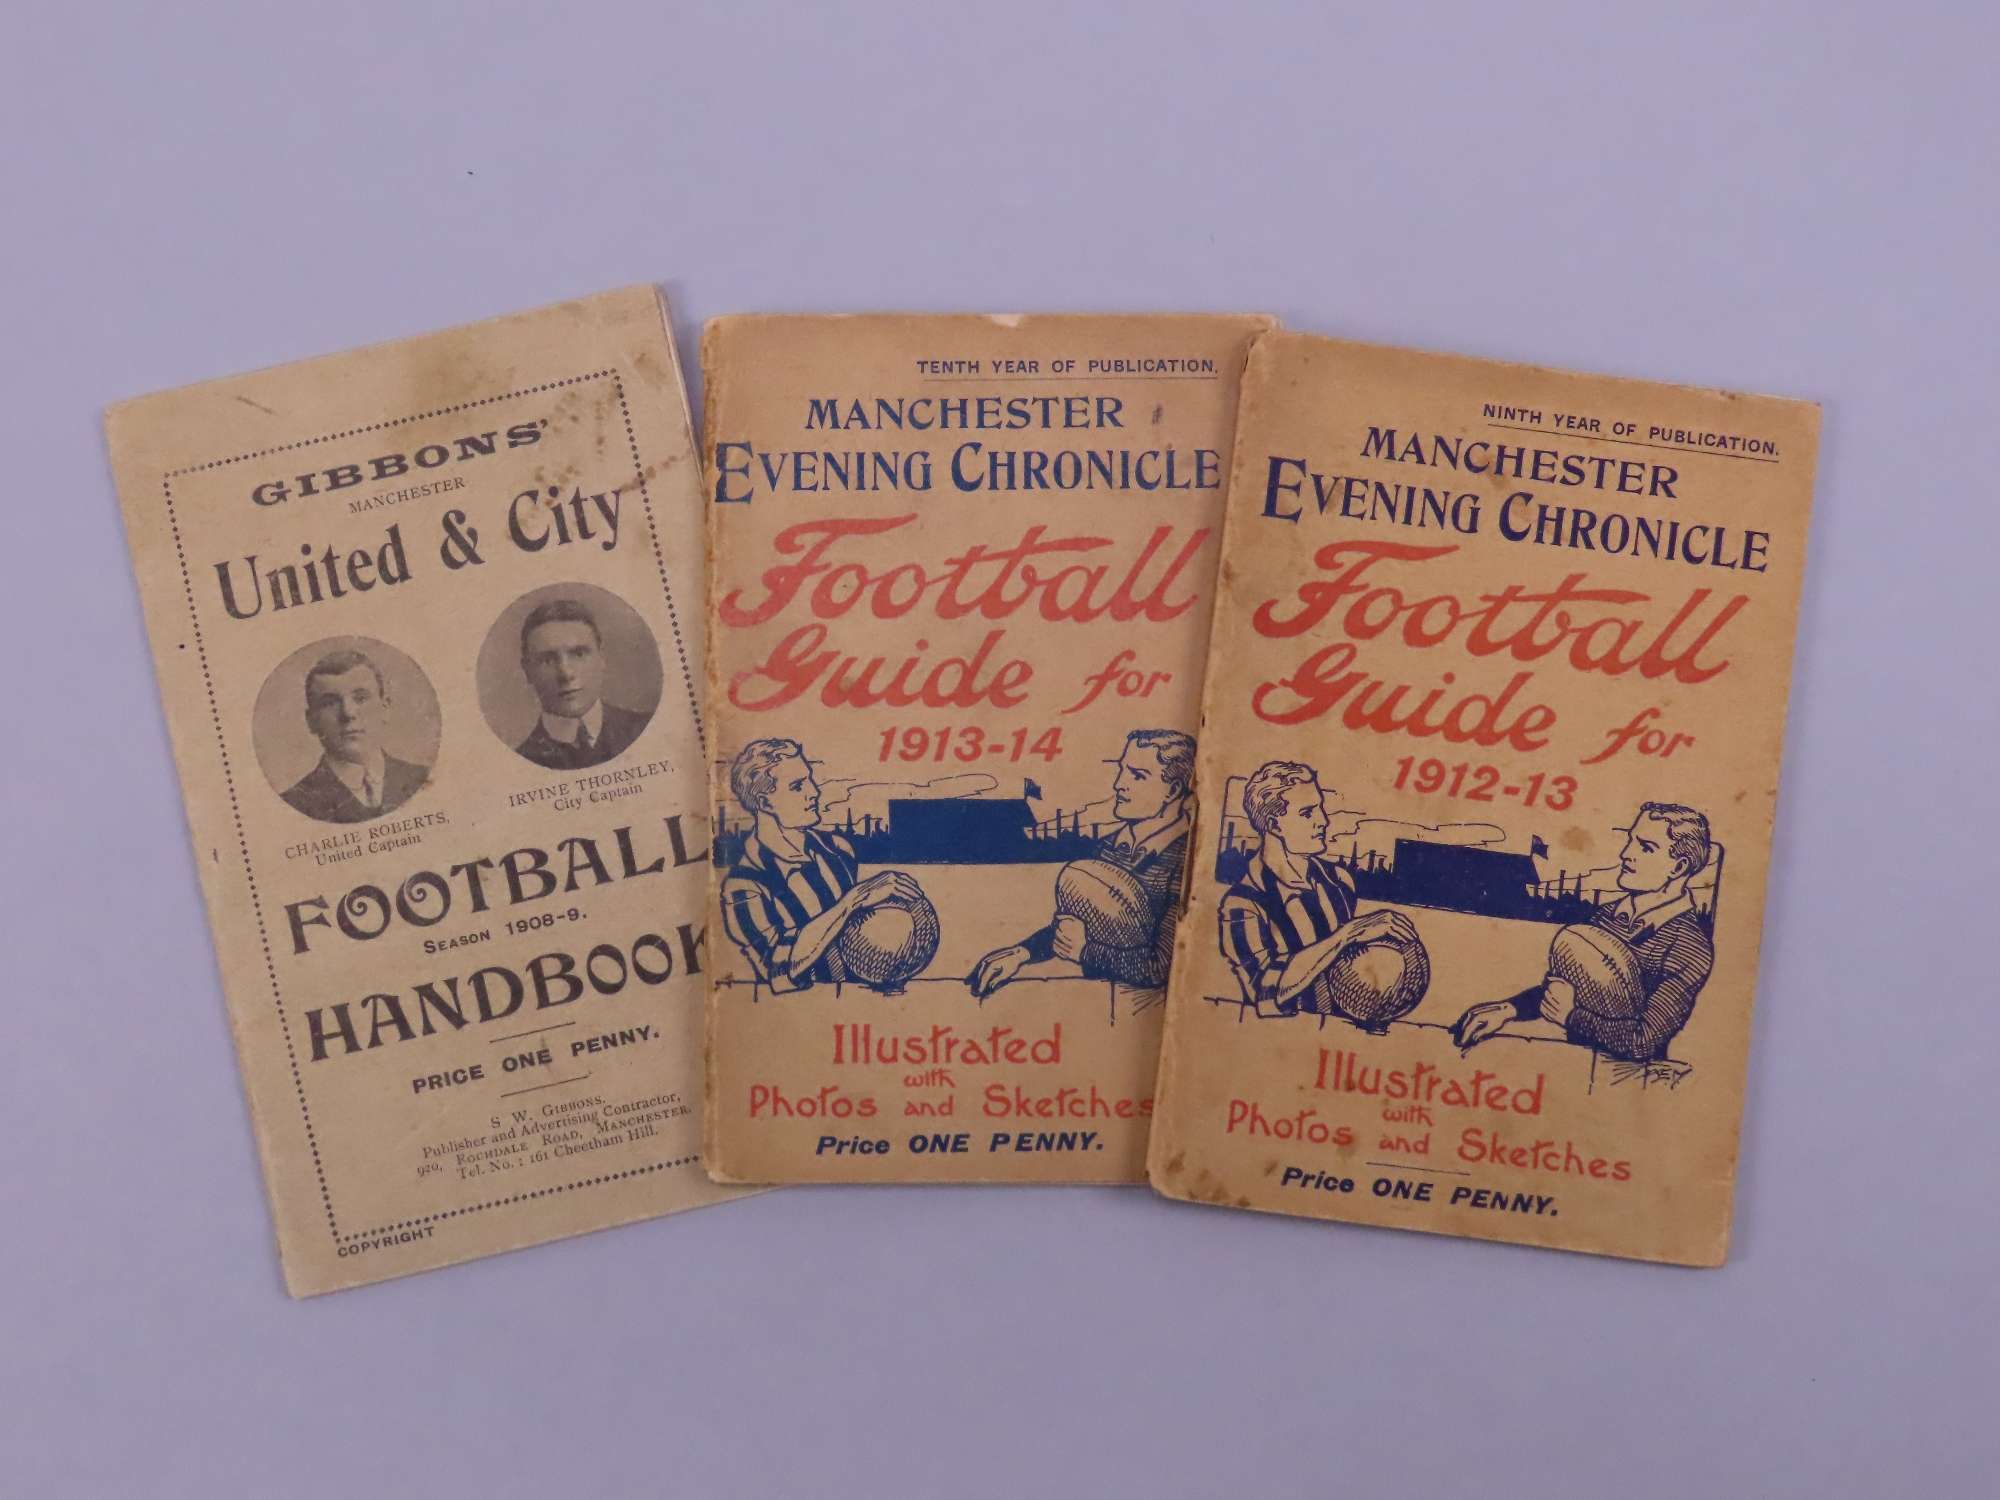 GIBBONS'
MANCHESTER
United & City
CHARLIE ROBERTS,
United Captain
IRVINE THORNLEY,
City Captain
FOOTBALL
SEASON 1908-9.
HANDBOOK
PRICE ONE PENNY.
S. W. GIBBONS.
Publisher and Advertising Contractor,
920, ROCHDALE ROAD, MANCHESTER.
Tel. No.: 161 Cheetham Hill.
COPYRIGHT
TENTH YEAR OF PUBLICATION.
MANCHESTER
EVENING CHRONICLE
Football
Guide for
1913-14
Illustrated
with
Photos and Sketches
Price ONE PENNY.
NINTH YEAR OF PUBLICATION.
MANCHESTER
EVENING CHRONICLE
Football
Guide for
1912-13
Illustrated
with
Photos and Sketches
Price ONE PENNY.